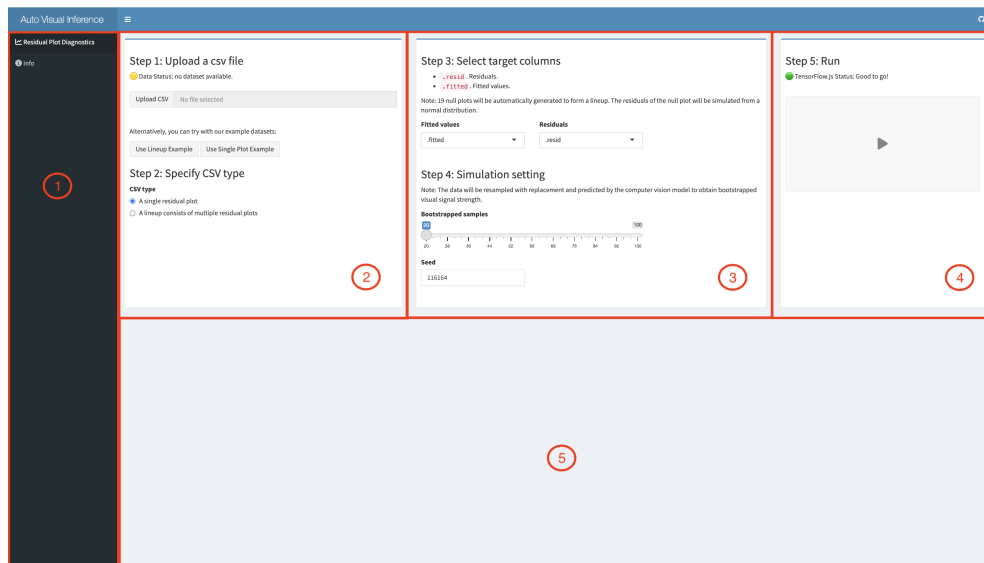 Auto Visual Inference
Residual Plot Diagnostics
Info
1
Step 1: Upload a csv file
Data Status: no dataset available.
Upload CSV No file selected
Alternatively, you can try with our example datasets:
Use Lineup Example Use Single Plot Example
Step 2: Specify CSV type
CSV type
A single residual plot
A lineup consists of multiple residual plots
2
Step 3: Select target columns
.resid. Residuals.
.fitted. Fitted values.
Note: 19 null plots will be automatically generated to form a lineup. The residuals of the null plot will be simulated from a
normal distribution.
Fitted values Residuals
.fitted .resid
Step 4: Simulation setting
Note: The data will be resampled with replacement and predicted by the computer vision model to obtain bootstrapped
visual signal strength.
Bootstrapped samples
20 100
20 28 36 44 52 60 68 76 84 92 100
Seed
116164
3
Step 5: Run
TensorFlow.js Status: Good to go!
4
5